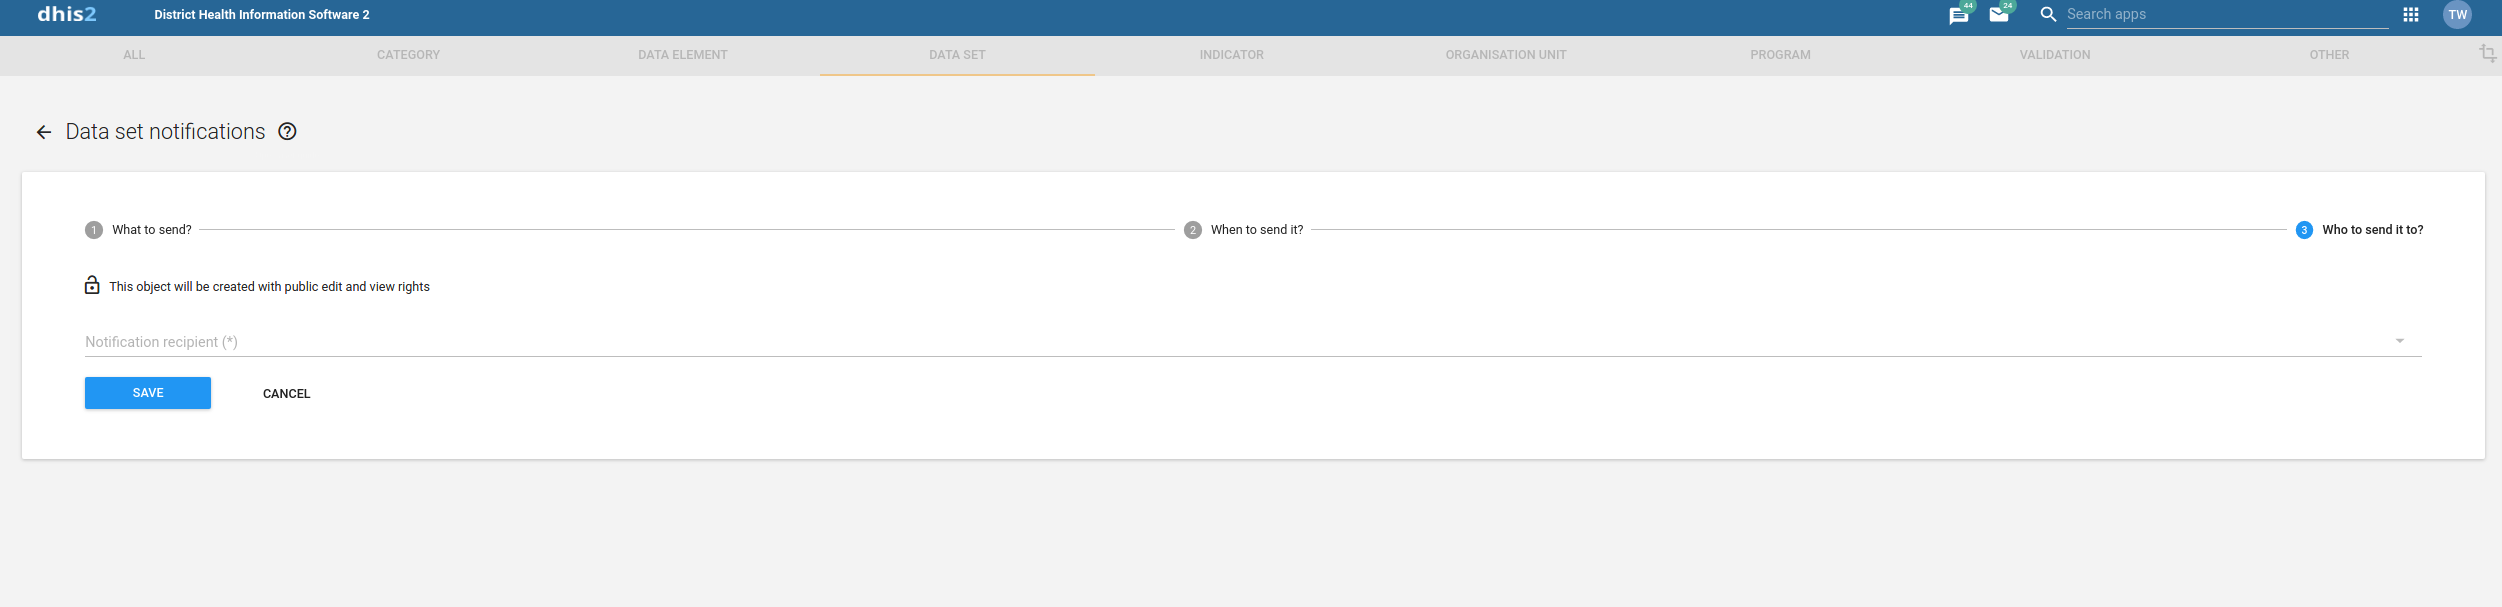 dhis2 District Health Information Software 2 44 24 Search apps TW
ALL CATEGORY DATA ELEMENT DATA SET INDICATOR ORGANISATION UNIT PROGRAM VALIDATION OTHER
Data set notifications
1 What to send? 2 When to send it? 3 Who to send it to?
This object will be created with public edit and view rights
Notification recipient (*)
SAVE CANCEL